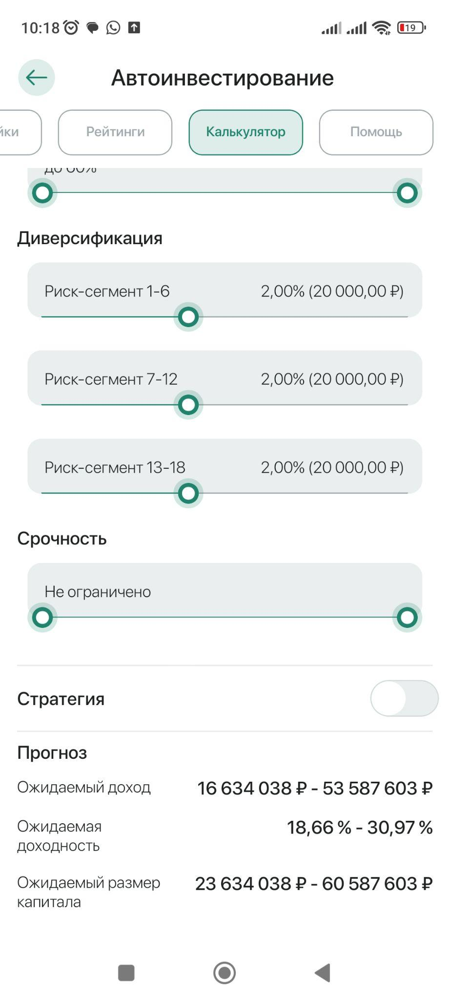 10:18
19
Автоинвестирование
йки
Рейтинги
Калькулятор
Помощь
до 60%
Диверсификация
Риск-сегмент 1-6 2,00% (20 000,00 ₽)
Риск-сегмент 7-12 2,00% (20 000,00 ₽)
Риск-сегмент 13-18 2,00% (20 000,00 ₽)
Срочность
Не ограничено
Стратегия
Прогноз
Ожидаемый доход 16 634 038 ₽ - 53 587 603 ₽
Ожидаемая 18,66 % - 30,97 %
доходность
Ожидаемый размер 23 634 038 ₽ - 60 587 603 ₽
капитала